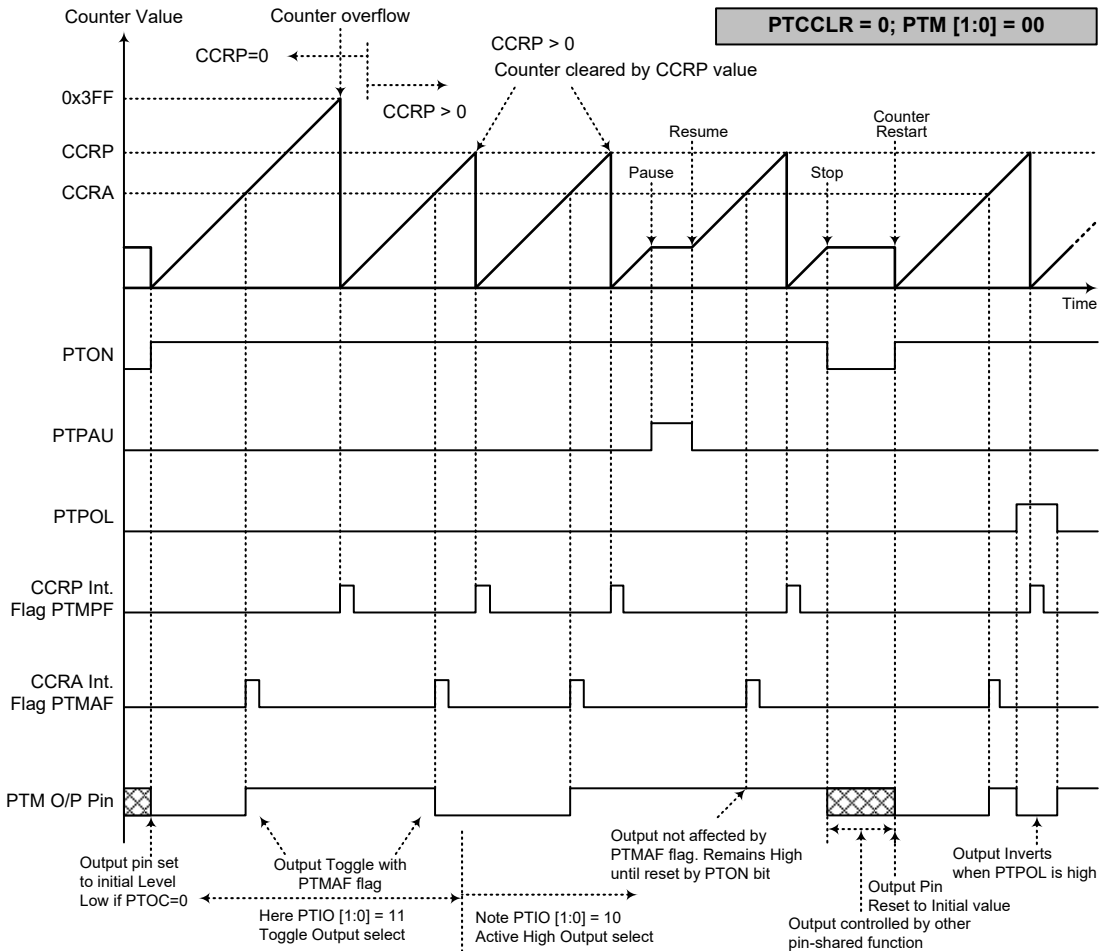 Counter Value
Counter overflow
PTCCLR = 0; PTM [1:0] = 00
CCRP=0
CCRP > 0
CCRP > 0
Counter cleared by CCRP value
0x3FF
CCRP
CCRA
Pause
Resume
Stop
Counter
Restart
Time
PTON
PTPAU
PTPOL
CCRP Int.
Flag PTMPF
CCRA Int.
Flag PTMAF
PTM O/P Pin
Output pin set
to initial Level
Low if PTOC=0
Output Toggle with
PTMAF flag
Here PTIO [1:0] = 11
Toggle Output select
Note PTIO [1:0] = 10
Active High Output select
Output not affected by
PTMAF flag. Remains High
until reset by PTON bit
Output controlled by other
pin-shared function
Output Pin
Reset to Initial value
Output Inverts
when PTPOL is high